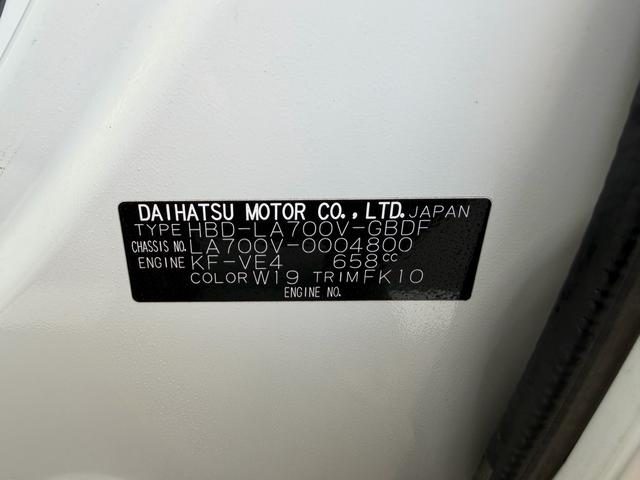 DAIHATSU MOTOR CO., LTD. JAPAN
TYPE HBD-LA700V-GBDF
CHASSIS NO. LA700V-0004800
ENGINE KF-VE4 658cc
COLOR W19 TRIM FK10
ENGINE NO.